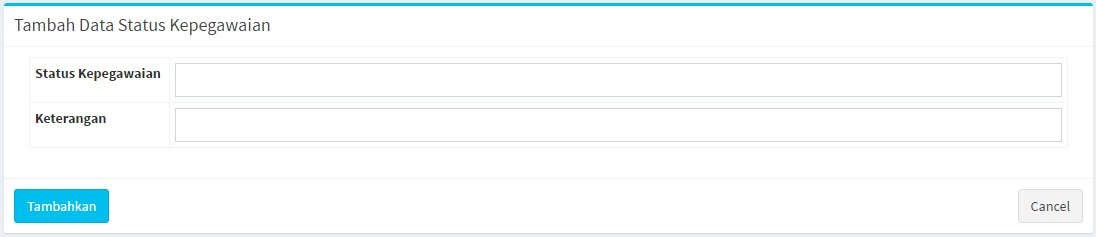 Tambah Data Status Kepegawaian
Status Kepegawaian
Keterangan
Tambahkan
Cancel